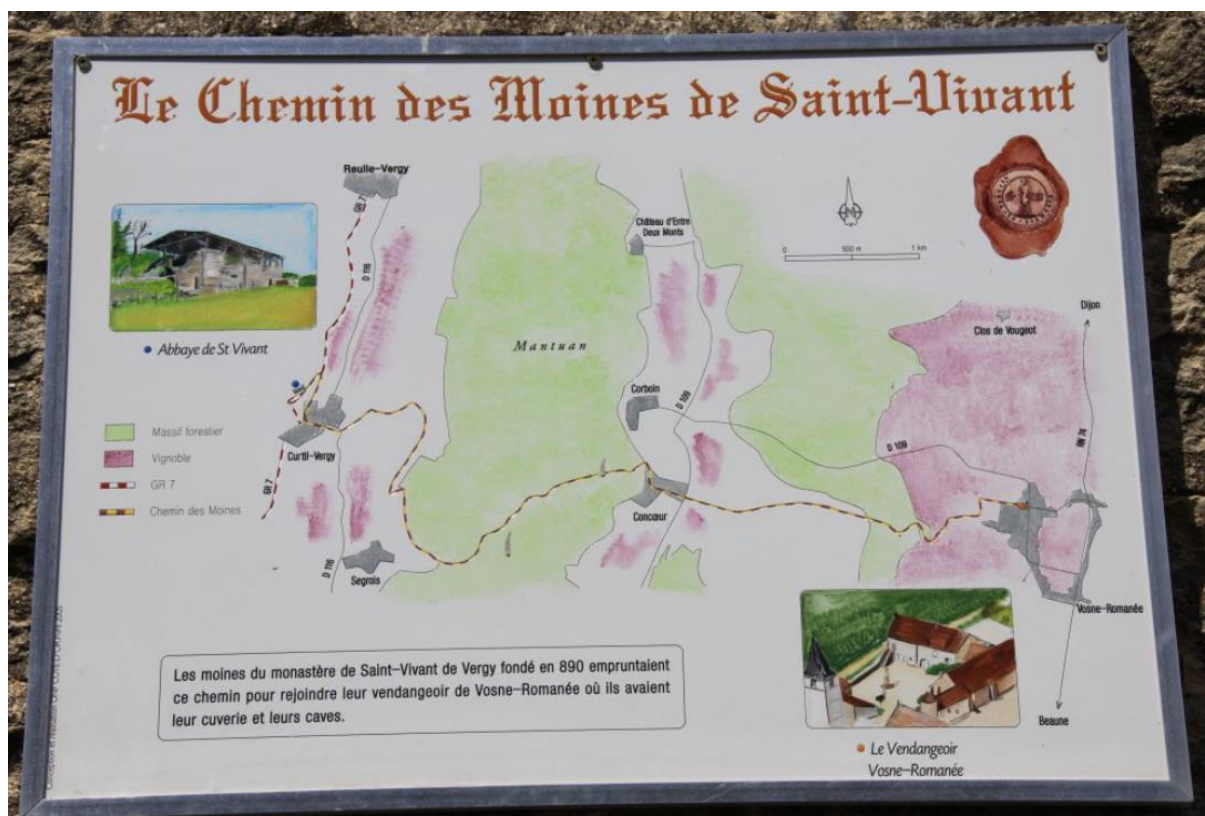 Le Chemin des Moines de Saint-Vivant
Reulle-Vergy
GR 7
D 116
Château d'Entre
Deux Monts
0 500 m 1 km
Abbaye de St Vivant
Mantuan
Corboin
D 109
Clos de Vougeot
Dijon
RN 74
D 109
Massif forestier
Vignoble
GR 7
Chemin des Moines
Curtil-Vergy
GR 7
D 116
Segrois
Concœur
Vosne-Romanée
Beaune
Les moines du monastère de Saint-Vivant de Vergy fondé en 890 empruntaient
ce chemin pour rejoindre leur vendangeoir de Vosne-Romanée où ils avaient
leur cuverie et leurs caves.
Le Vendangeoir
Vosne-Romanée